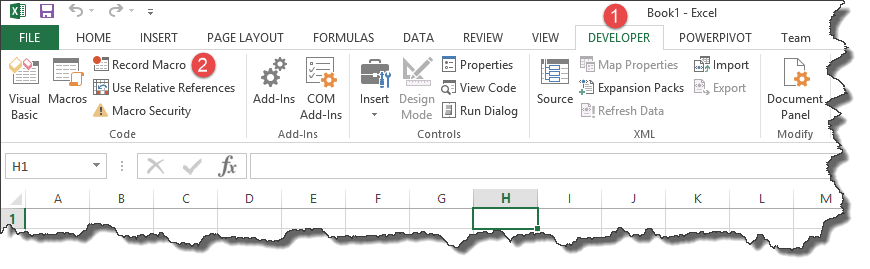 1
Book1 - Excel
FILE HOME INSERT PAGE LAYOUT FORMULAS DATA REVIEW VIEW DEVELOPER POWERPIVOT Team
Visual Basic
Macros
Record Macro 2
Use Relative References
Macro Security
Code
Add-Ins
COM Add-Ins
Add-Ins
Insert
Design Mode
Properties
View Code
Run Dialog
Controls
Source
Map Properties
Expansion Packs
Refresh Data
Import
Export
XML
Document Panel
Modify
H1 fx
A B C D E F G H I J K L M
1